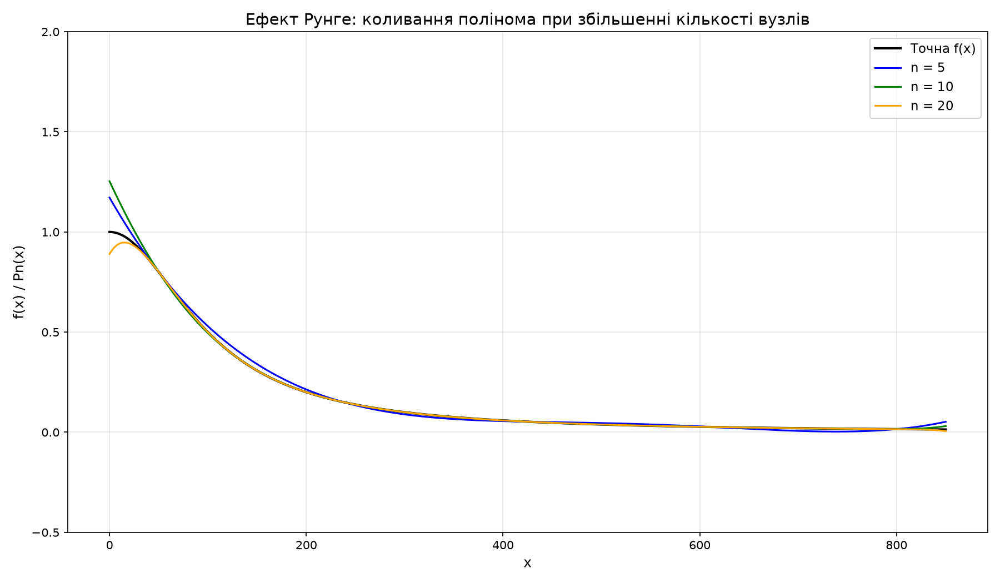 Ефект Рунге: коливання полінома при збільшенні кількості вузлів
2.0
1.5
1.0
0.5
0.0
−0.5
f(x) / Pn(x)
Точна f(x)
n = 5
n = 10
n = 20
0 200 400 600 800
x